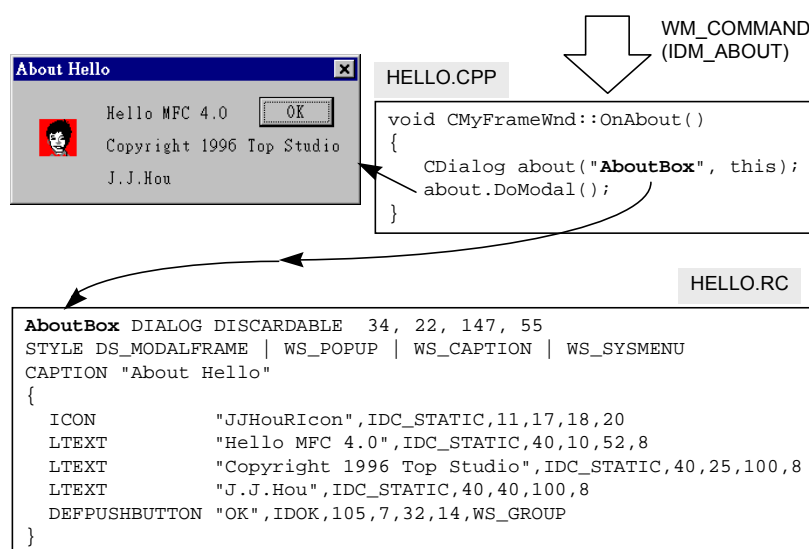 WM_COMMAND
(IDM_ABOUT)
About Hello
Hello MFC 4.0
OK
Copyright 1996 Top Studio
J.J.Hou
HELLO.CPP
void CMyFrameWnd::OnAbout()
{
CDialog about("AboutBox", this);
about.DoModal();
}
HELLO.RC
AboutBox DIALOG DISCARDABLE 34, 22, 147, 55
STYLE DS_MODALFRAME | WS_POPUP | WS_CAPTION | WS_SYSMENU
CAPTION "About Hello"
{
ICON "JJHouRIcon",IDC_STATIC,11,17,18,20
LTEXT "Hello MFC 4.0",IDC_STATIC,40,10,52,8
LTEXT "Copyright 1996 Top Studio",IDC_STATIC,40,25,100,8
LTEXT "J.J.Hou",IDC_STATIC,40,40,100,8
DEFPUSHBUTTON "OK",IDOK,105,7,32,14,WS_GROUP
}